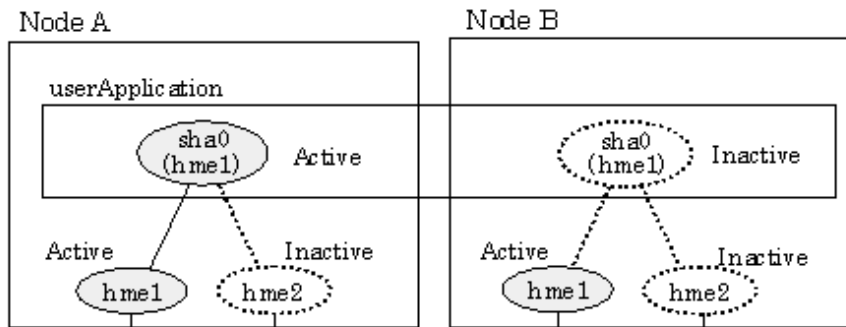 Node A
Node B
userApplication
sha0
(hme1)
Active
sha0
(hme1)
Inactive
Active
Inactive
Active
Inactive
hme1
hme2
hme1
hme2